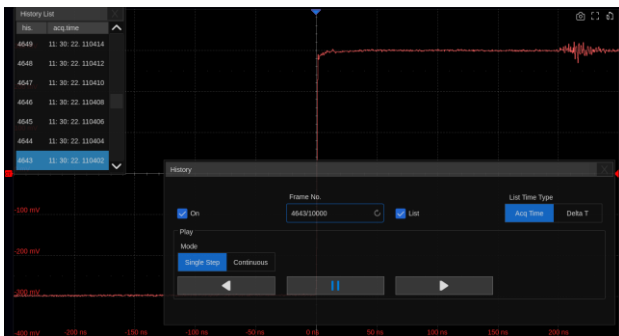 History List
his. acq.time
4649 11: 30: 22. 110414
4648 11: 30: 22. 110412
4647 11: 30: 22. 110410
4646 11: 30: 22. 110408
4645 11: 30: 22. 110406
4644 11: 30: 22. 110404
4643 11: 30: 22. 110402
History
Frame No.
List Time Type
On
4643/10000
List
Acq Time
Delta T
Play
Mode
Single Step
Continuous
-100 mV
-200 mV
-300 mV
-400 mV -200 ns -150 ns -100 ns -50 ns 0 ns 50 ns 100 ns 150 ns 200 ns